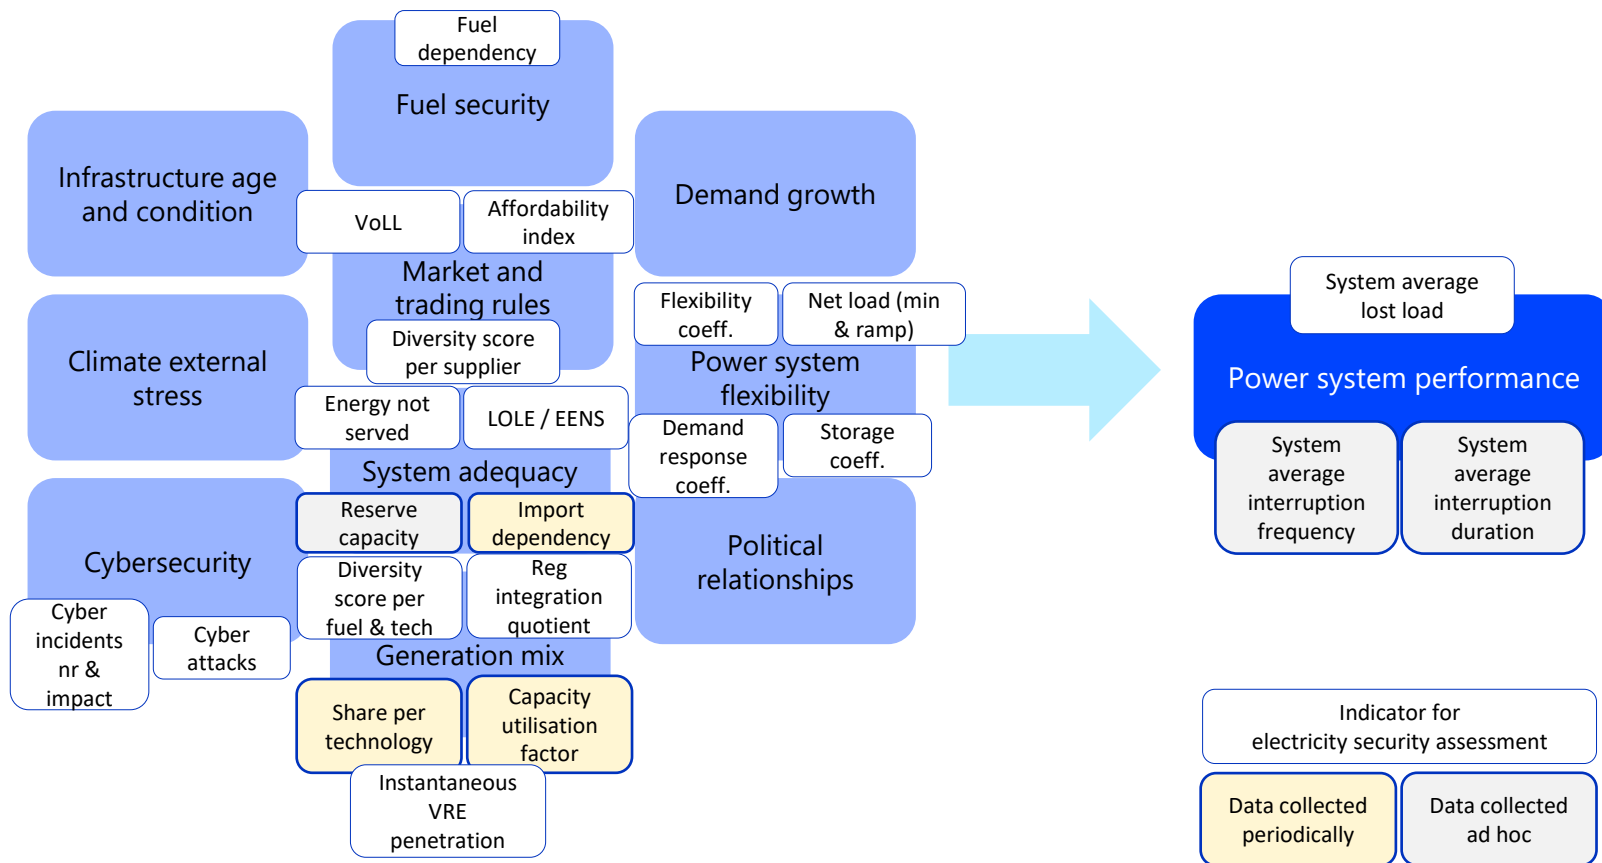 Fuel
dependency
Fuel security
Infrastructure age
and condition
Demand growth
VoLL
Affordability
index
Market and
trading rules
Diversity score
per supplier
Flexibility
coeff.
Net load (min
& ramp)
Power system
flexibility
Demand
response
coeff.
Storage
coeff.
Climate external
stress
Energy not
served
LOLE / EENS
System adequacy
Reserve
capacity
Import
dependency
Cybersecurity
Cyber
incidents
nr &
impact
Cyber
attacks
Diversity
score per
fuel & tech
Reg
integration
quotient
Generation mix
Share per
technology
Capacity
utilisation
factor
Instantaneous
VRE
penetration
Political
relationships
System average
lost load
Power system performance
System
average
interruption
frequency
System
average
interruption
duration
Indicator for
electricity security assessment
Data collected
periodically
Data collected
ad hoc